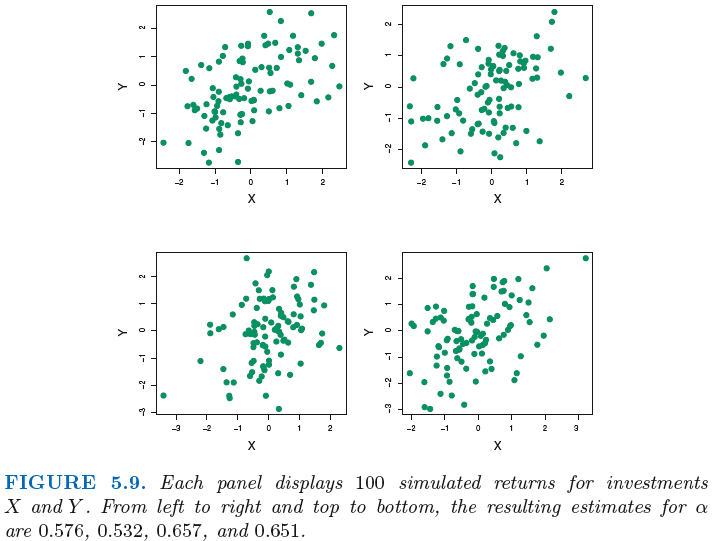 2
1
0
−1
−2
Y
−2 −1 0 1 2
X
2
1
0
−1
−2
Y
−2 −1 0 1 2
X
2
1
0
−1
−2
−3
Y
−3 −2 −1 0 1 2
X
2
1
0
−1
−2
−3
Y
−2 −1 0 1 2 3
X
FIGURE 5.9. Each panel displays 100 simulated returns for investments
X and Y. From left to right and top to bottom, the resulting estimates for α
are 0.576, 0.532, 0.657, and 0.651.